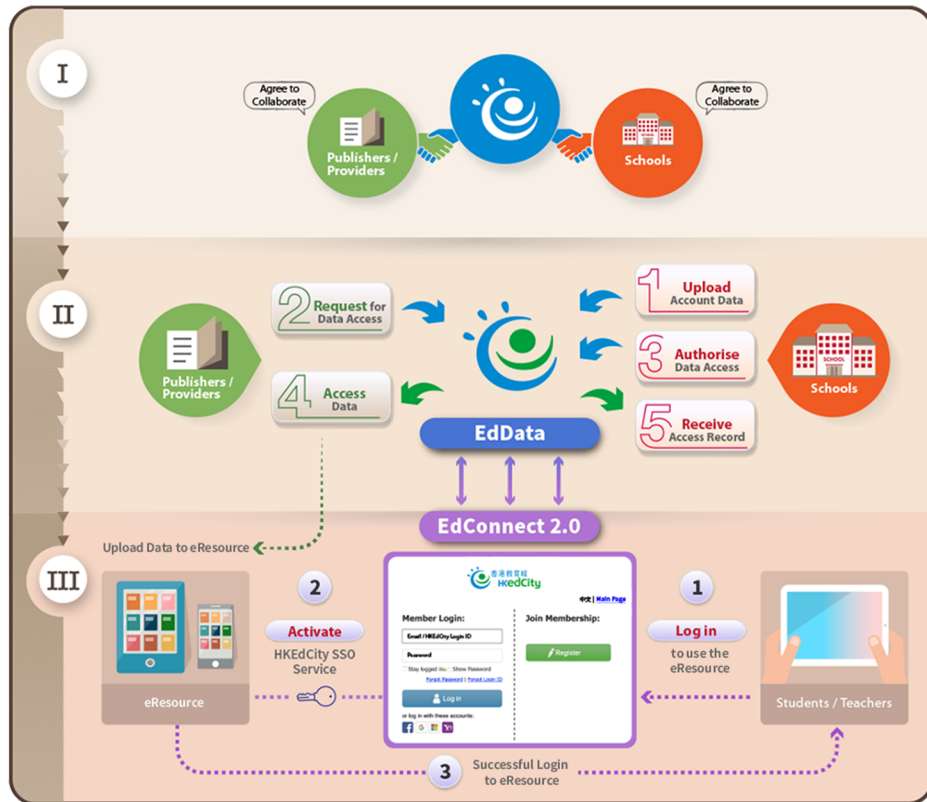 I
Agree to
Collaborate
Publishers /
Providers
Agree to
Collaborate
SCHOOL
Schools
II
Publishers /
Providers
2 Request for
Data Access
4 Access
Data
1 Upload
Account Data
3 Authorise
Data Access
5 Receive
Access Record
SCHOOL
Schools
EdData
EdConnect 2.0
Upload Data to eResource
III
eResource
2
Activate
HKEdCity SSO
Service
香港教育城
HKedCity
中文 | Main Page
Member Login:
Email / HKEdCity Login ID
Password
Stay logged in Show Password
Forgot Password | Forgot Login ID
Log in
or log in with these accounts:
Join Membership:
Register
1
Log in
to use the
eResource
Students / Teachers
3
Successful Login
to eResource